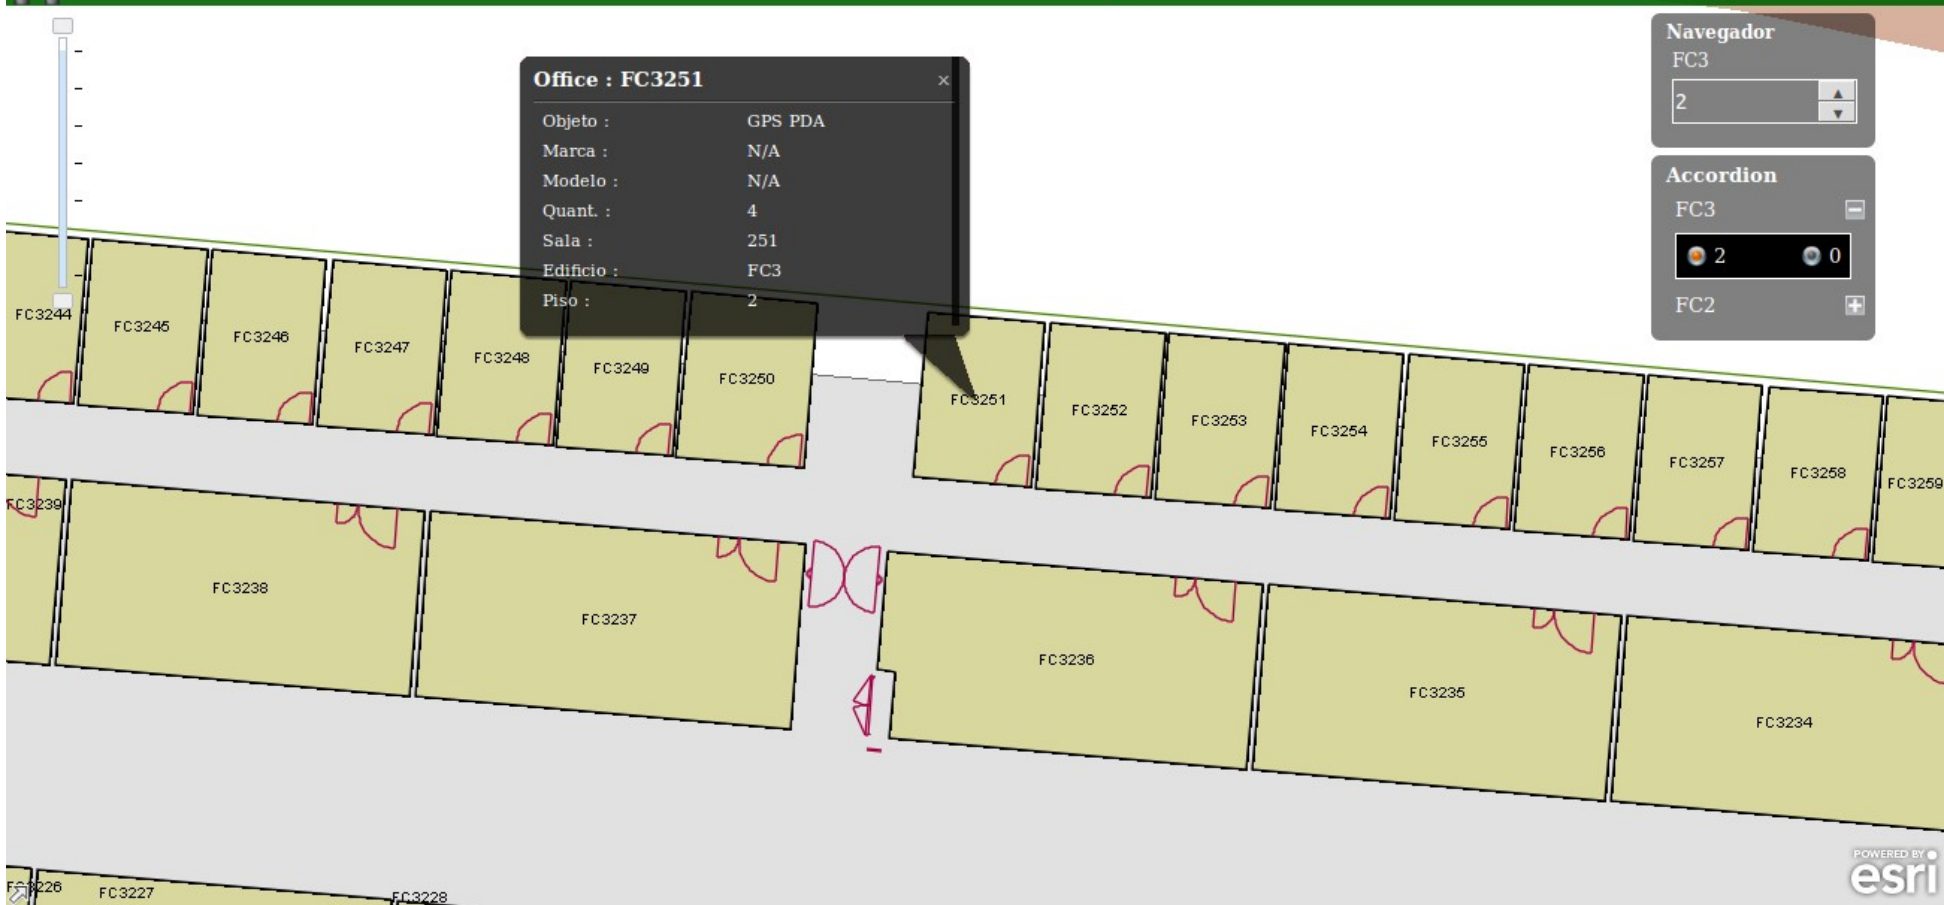 Navegador
FC3
2
Accordion
FC3
2 0
FC2
Office : FC3251 ×
Objeto : GPS PDA
Marca : N/A
Modelo : N/A
Quant. : 4
Sala : 251
Edificio : FC3
Piso : 2
FC3244
FC3245
FC3246
FC3247
FC3248
FC3249
FC3250
FC3251
FC3252
FC3253
FC3254
FC3255
FC3256
FC3257
FC3258
FC3259
FC3239
FC3238
FC3237
FC3236
FC3235
FC3234
FC3226
FC3227
FC3228
POWERED BY
esri